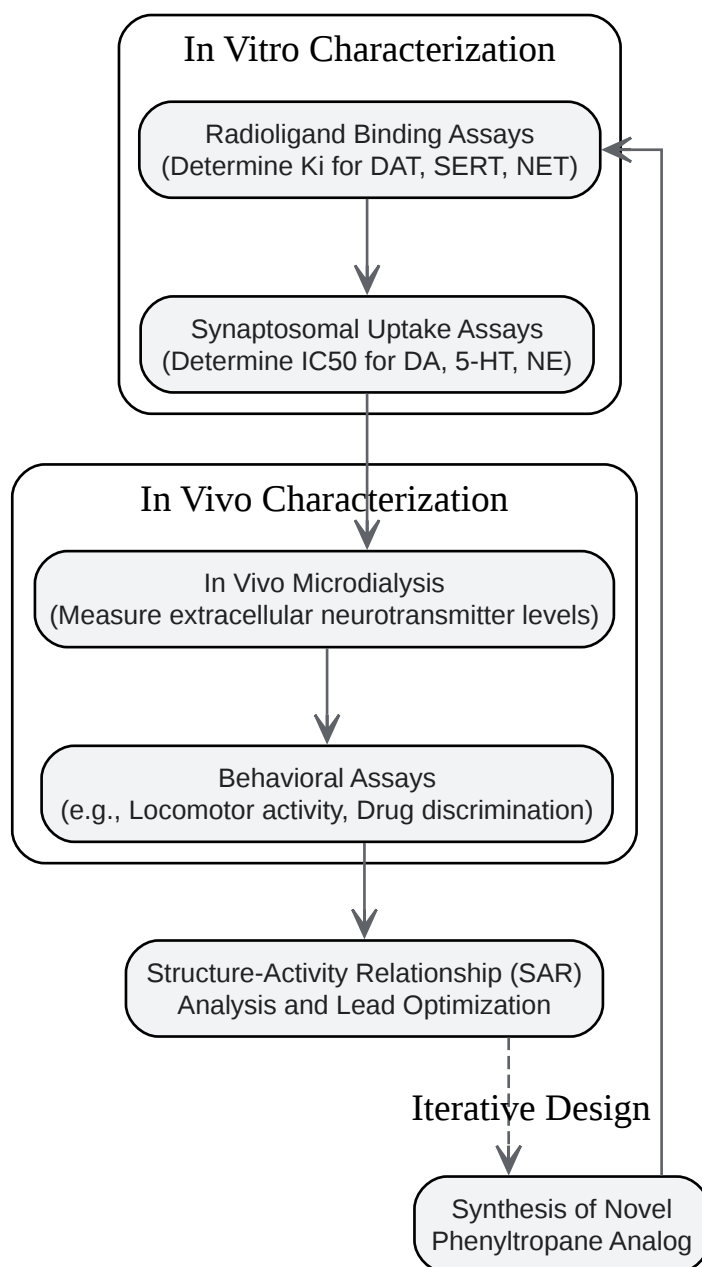 In Vitro Characterization
Radioligand Binding Assays
(Determine Ki for DAT, SERT, NET)
Synaptosomal Uptake Assays
(Determine IC50 for DA, 5-HT, NE)
In Vivo Characterization
In Vivo Microdialysis
(Measure extracellular neurotransmitter levels)
Behavioral Assays
(e.g., Locomotor activity, Drug discrimination)
Structure-Activity Relationship (SAR)
Analysis and Lead Optimization
Iterative Design
Synthesis of Novel
Phenyltropane Analog